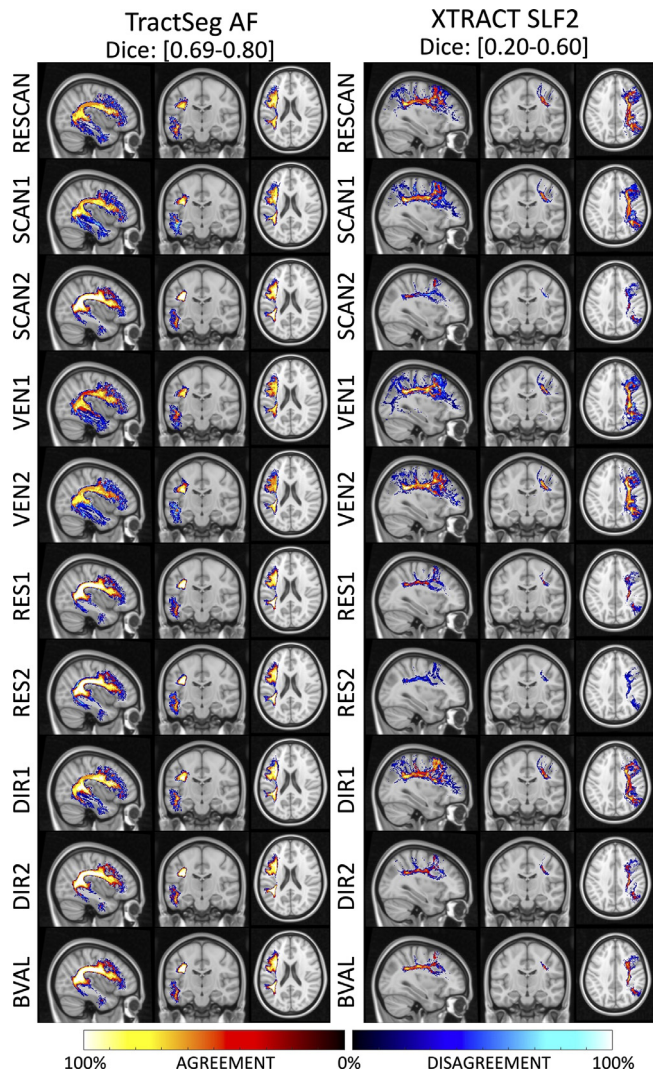 TractSeg AF
Dice: [0.69-0.80]
XTRACT SLF2
Dice: [0.20-0.60]
RESCAN
RESCAN
SCAN1
SCAN1
SCAN2
SCAN2
VEN1
VEN1
VEN2
VEN2
RES1
RES1
RES2
RES2
DIR1
DIR1
DIR2
DIR2
BVAL
BVAL
100% AGREEMENT 0% DISAGREEMENT 100%